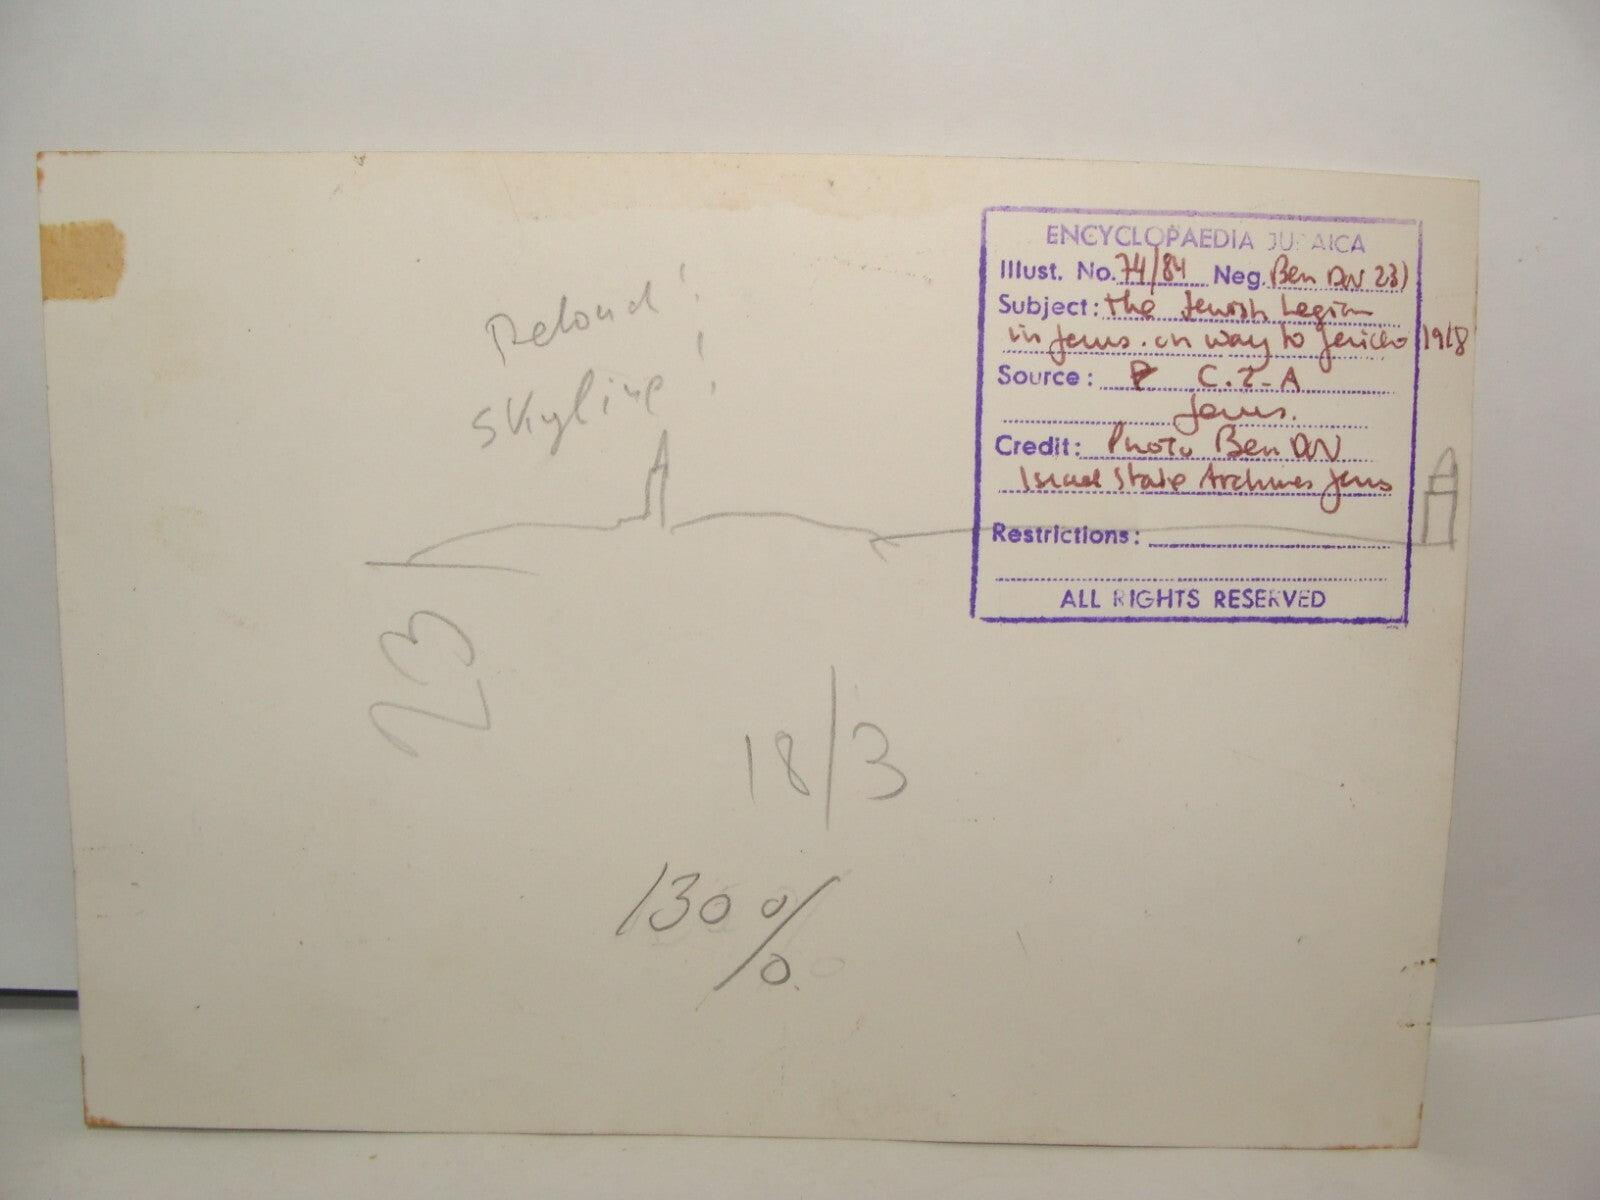 ENCYCLOPAEDIA JUDAICA
Illust. No. 74/84 Neg. Ben Dov 23)
Subject: The Jewish Legion
in Jerus. on way to Jericho 1918
Source: C.Z.A
Jerus.
Credit: Photo Ben Dov
Israel State Archives Jerus
Restrictions:
ALL RIGHTS RESERVED
!
Skyline!
23
18/3
130%